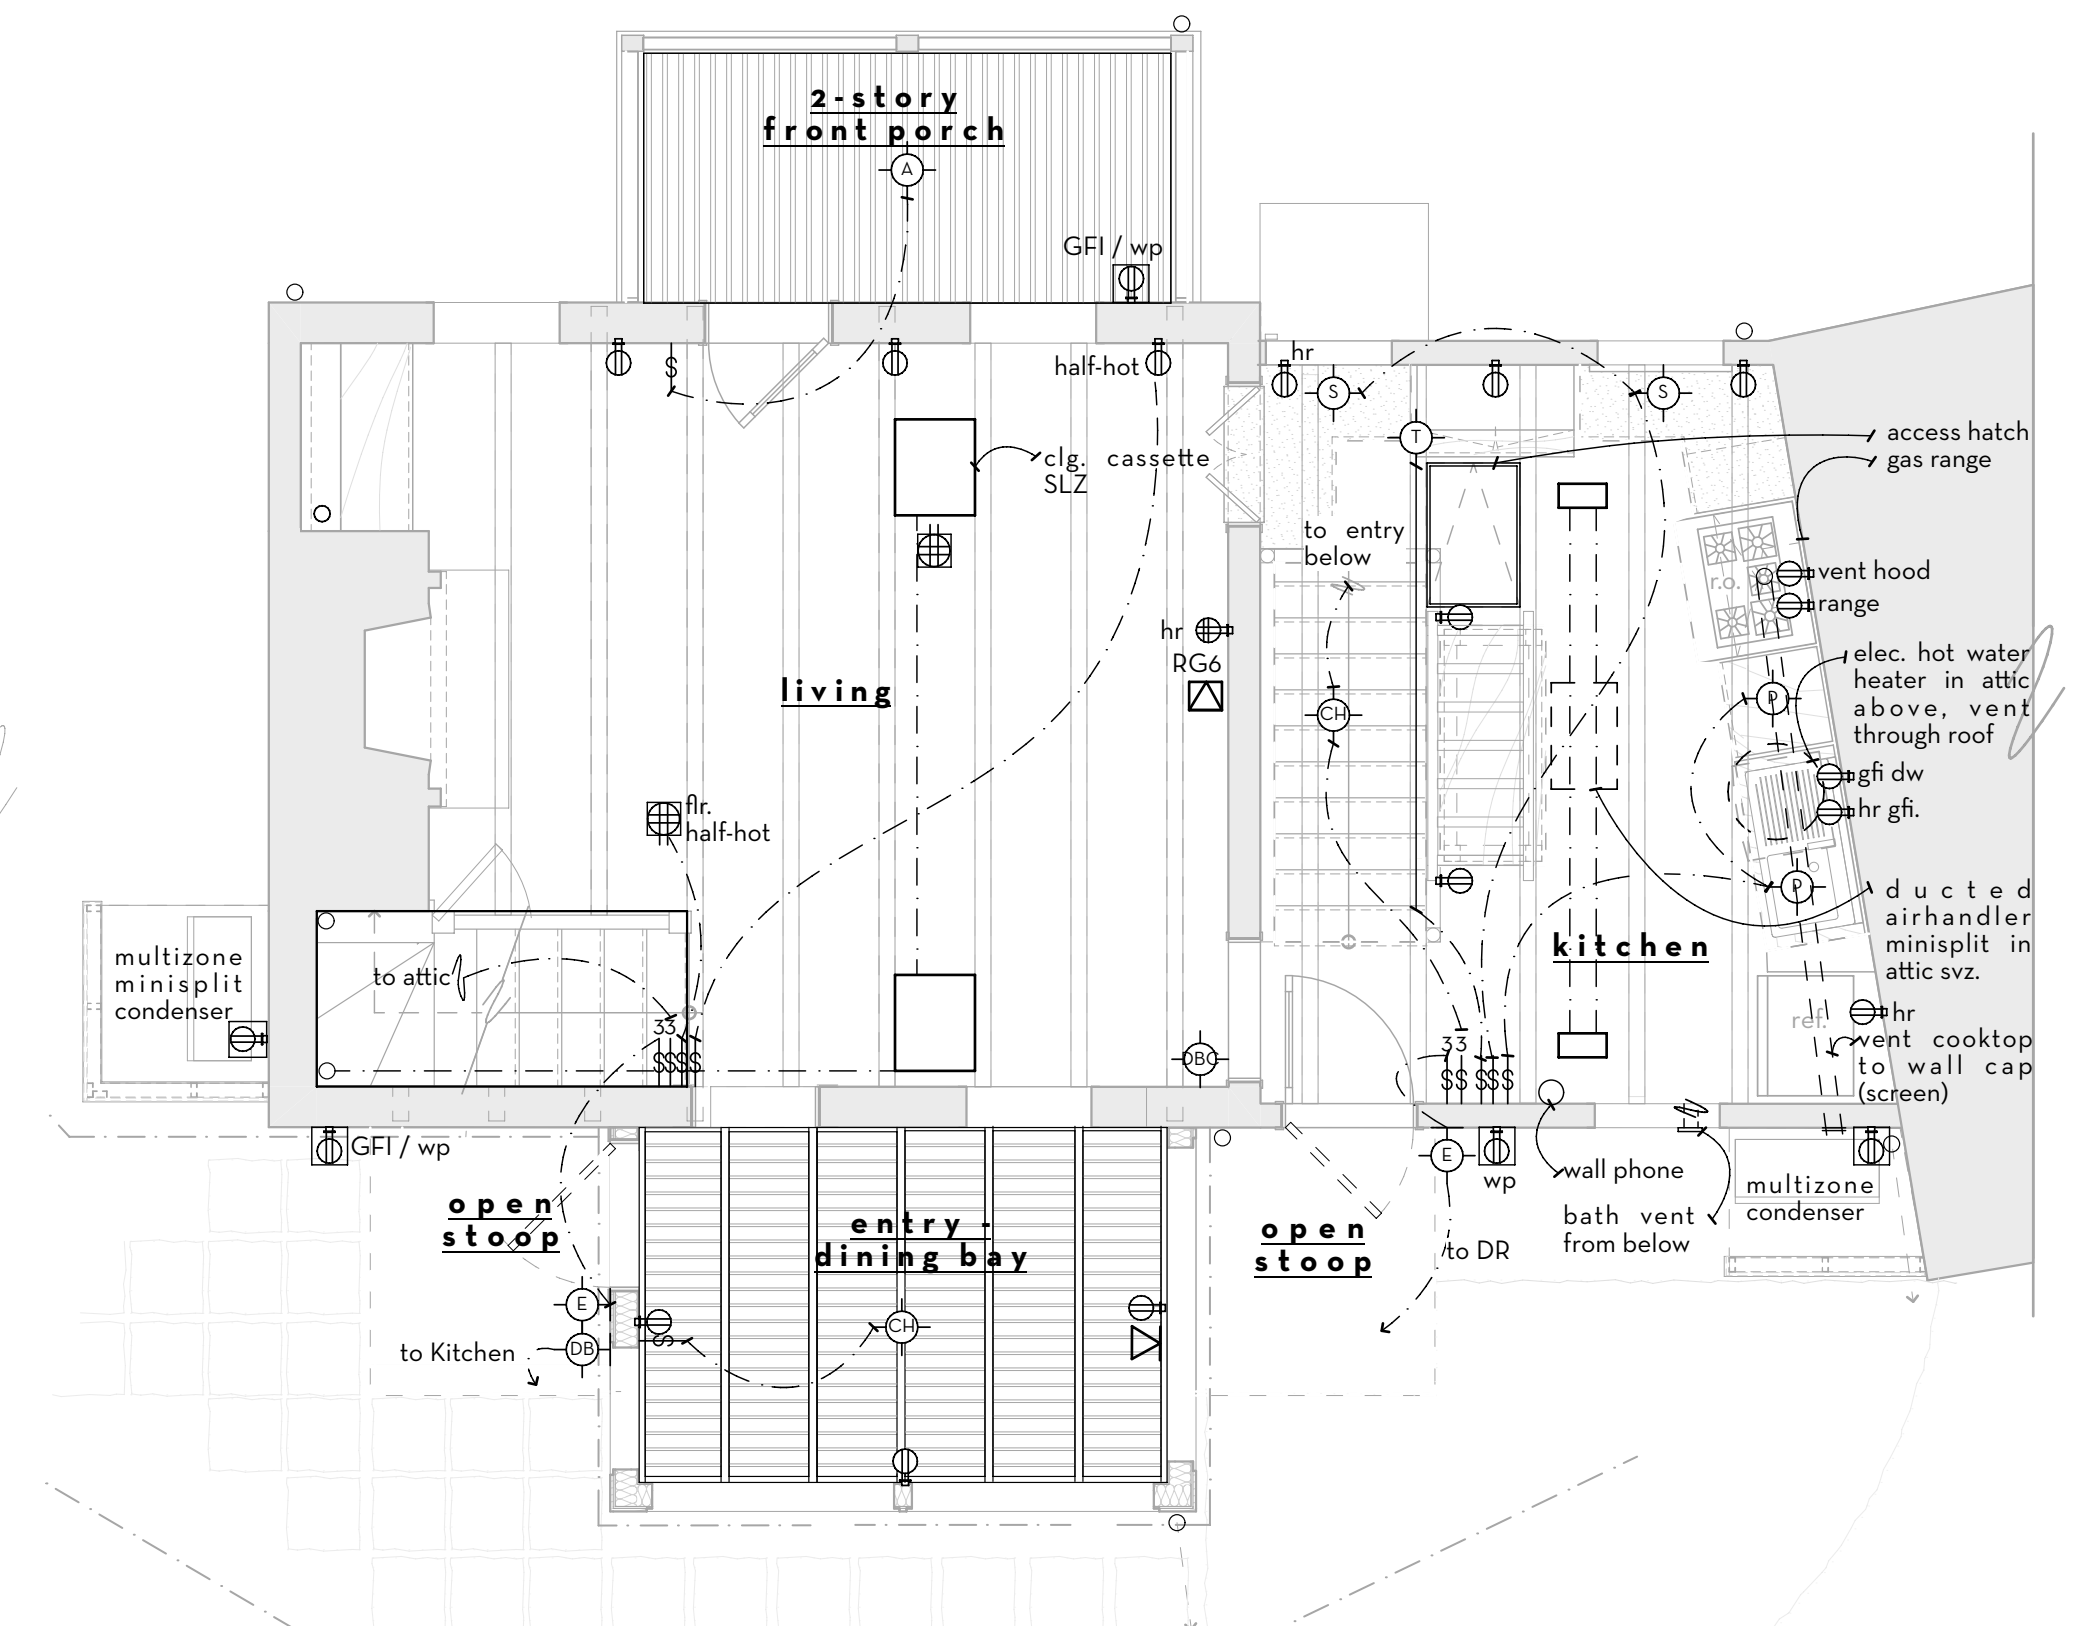 2-story
front porch
A
GFI / wp
S
half-hot
hr
S
S
T
access hatch
gas range
clg. cassette
SLZ
to entry
below
r.o.
vent hood
range
hr
RG6
living
CH
elec. hot water
heater in attic
above, vent
through roof
P
gfi dw
hr gfi.
flr.
half-hot
P
ducted
airhandler
minisplit in
attic svz.
kitchen
multizone
minisplit
condenser
to attic
33
SSSS
DBC
33
SS SSS
ref.
hr
vent cooktop
to wall cap
(screen)
GFI / wp
E
wp
wall phone
bath vent
from below
multizone
condenser
open
stoop
entry -
dining bay
open
stoop
to DR
E
DB
to Kitchen
S
CH